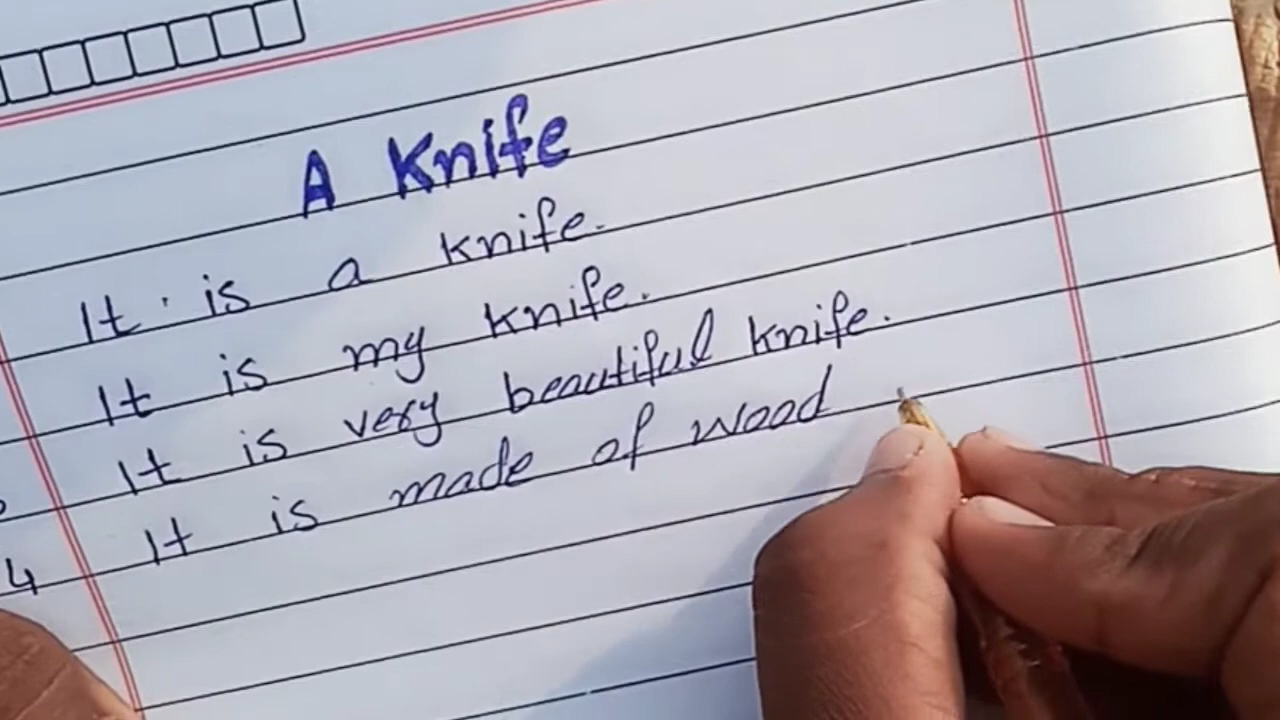 A Knife
It is a knife.
It is my knife.
It is very beautiful knife.
4 It is made of wood